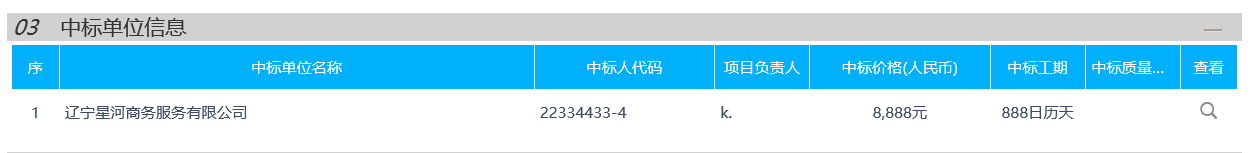 03 中标单位信息
序 中标单位名称 中标人代码 项目负责人 中标价格(人民币) 中标工期 中标质量... 查看
1 辽宁星河商务服务有限公司 22334433-4 k. 8,888元 888日历天